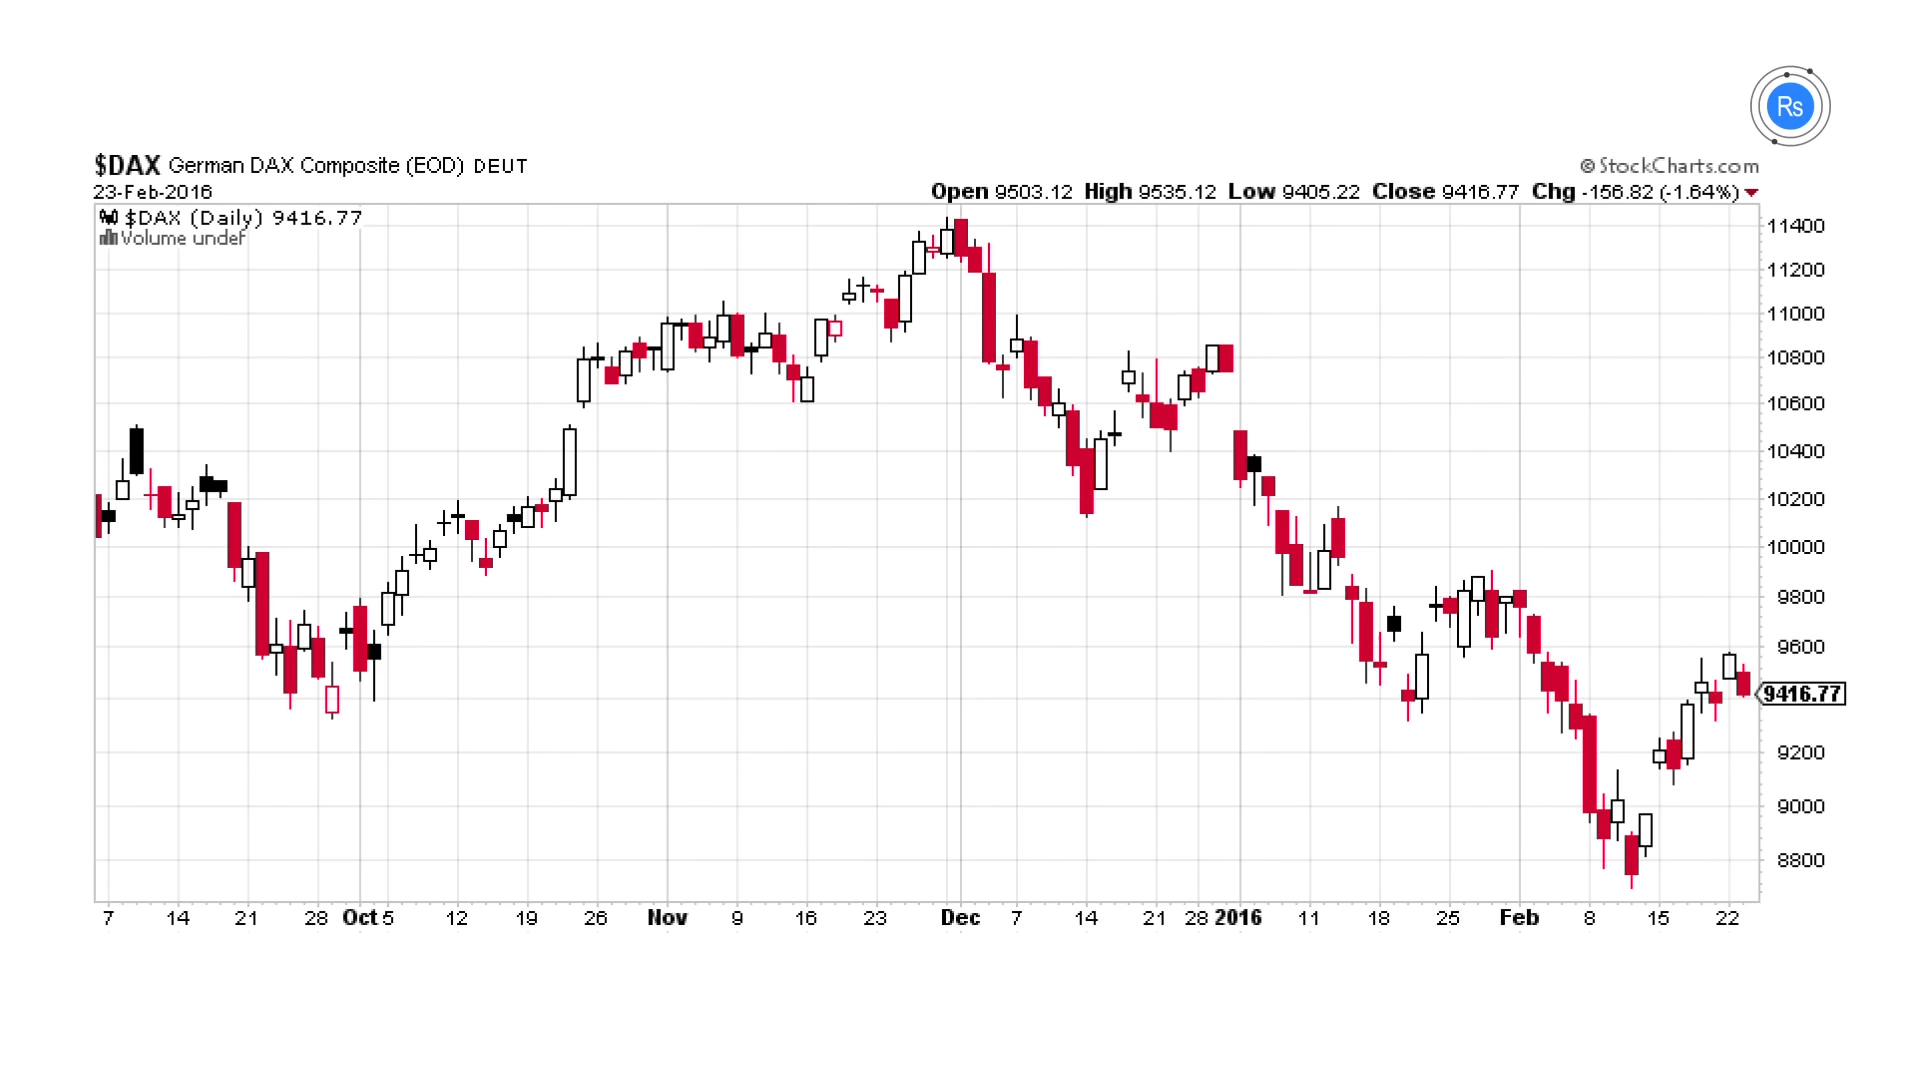 Rs
$DAX German DAX Composite (EOD) DEUT
© StockCharts.com
23-Feb-2016
Open 9503.12 High 9535.12 Low 9405.22 Close 9416.77 Chg -156.82 (-1.64%)
$DAX (Daily) 9416.77
Volume undef
11400
11200
11000
10800
10600
10400
10200
10000
9800
9600
9416.77
9200
9000
8800
7 14 21 28 Oct 5 12 19 26 Nov 9 16 23 Dec 7 14 21 28 2016 11 18 25 Feb 8 15 22